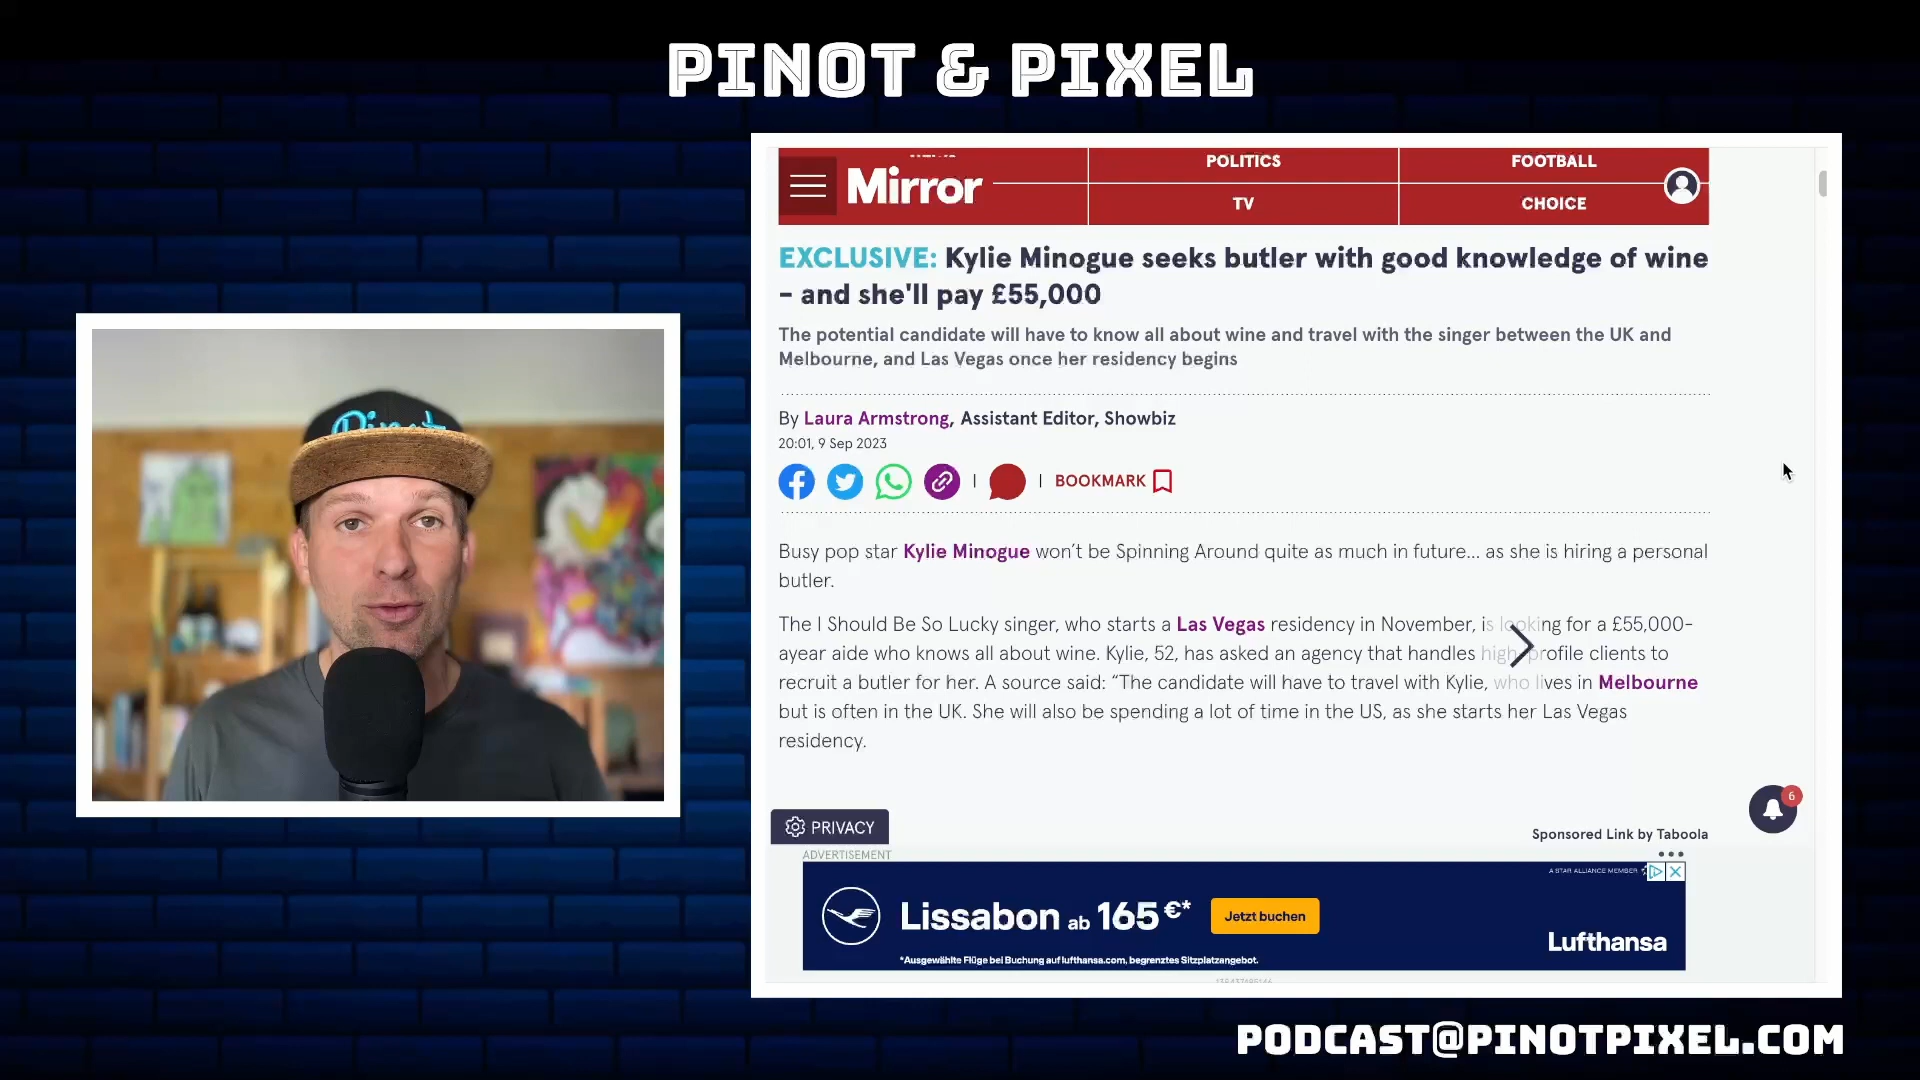 PINOT & PIXEL
Pinot
POLITICS
FOOTBALL
Mirror
TV
CHOICE
EXCLUSIVE: Kylie Minogue seeks butler with good knowledge of wine
– and she'll pay £55,000
The potential candidate will have to know all about wine and travel with the singer between the UK and
Melbourne, and Las Vegas once her residency begins
By Laura Armstrong, Assistant Editor, Showbiz
20:01, 9 Sep 2023
| | BOOKMARK
Busy pop star Kylie Minogue won't be Spinning Around quite as much in future... as she is hiring a personal
butler.
The I Should Be So Lucky singer, who starts a Las Vegas residency in November, is looking for a £55,000-
ayear aide who knows all about wine. Kylie, 52, has asked an agency that handles high-profile clients to
recruit a butler for her. A source said: “The candidate will have to travel with Kylie, who lives in Melbourne
but is often in the UK. She will also be spending a lot of time in the US, as she starts her Las Vegas
residency.
6
PRIVACY
Sponsored Link by Taboola
ADVERTISEMENT
A STAR ALLIANCE MEMBER
Lissabon ab 165 €*
Jetzt buchen
Lufthansa
*Ausgewählte Flüge bei Buchung auf lufthansa.com, begrenztes Sitzplatzangebot.
PODCAST@PINOTPIXEL.COM